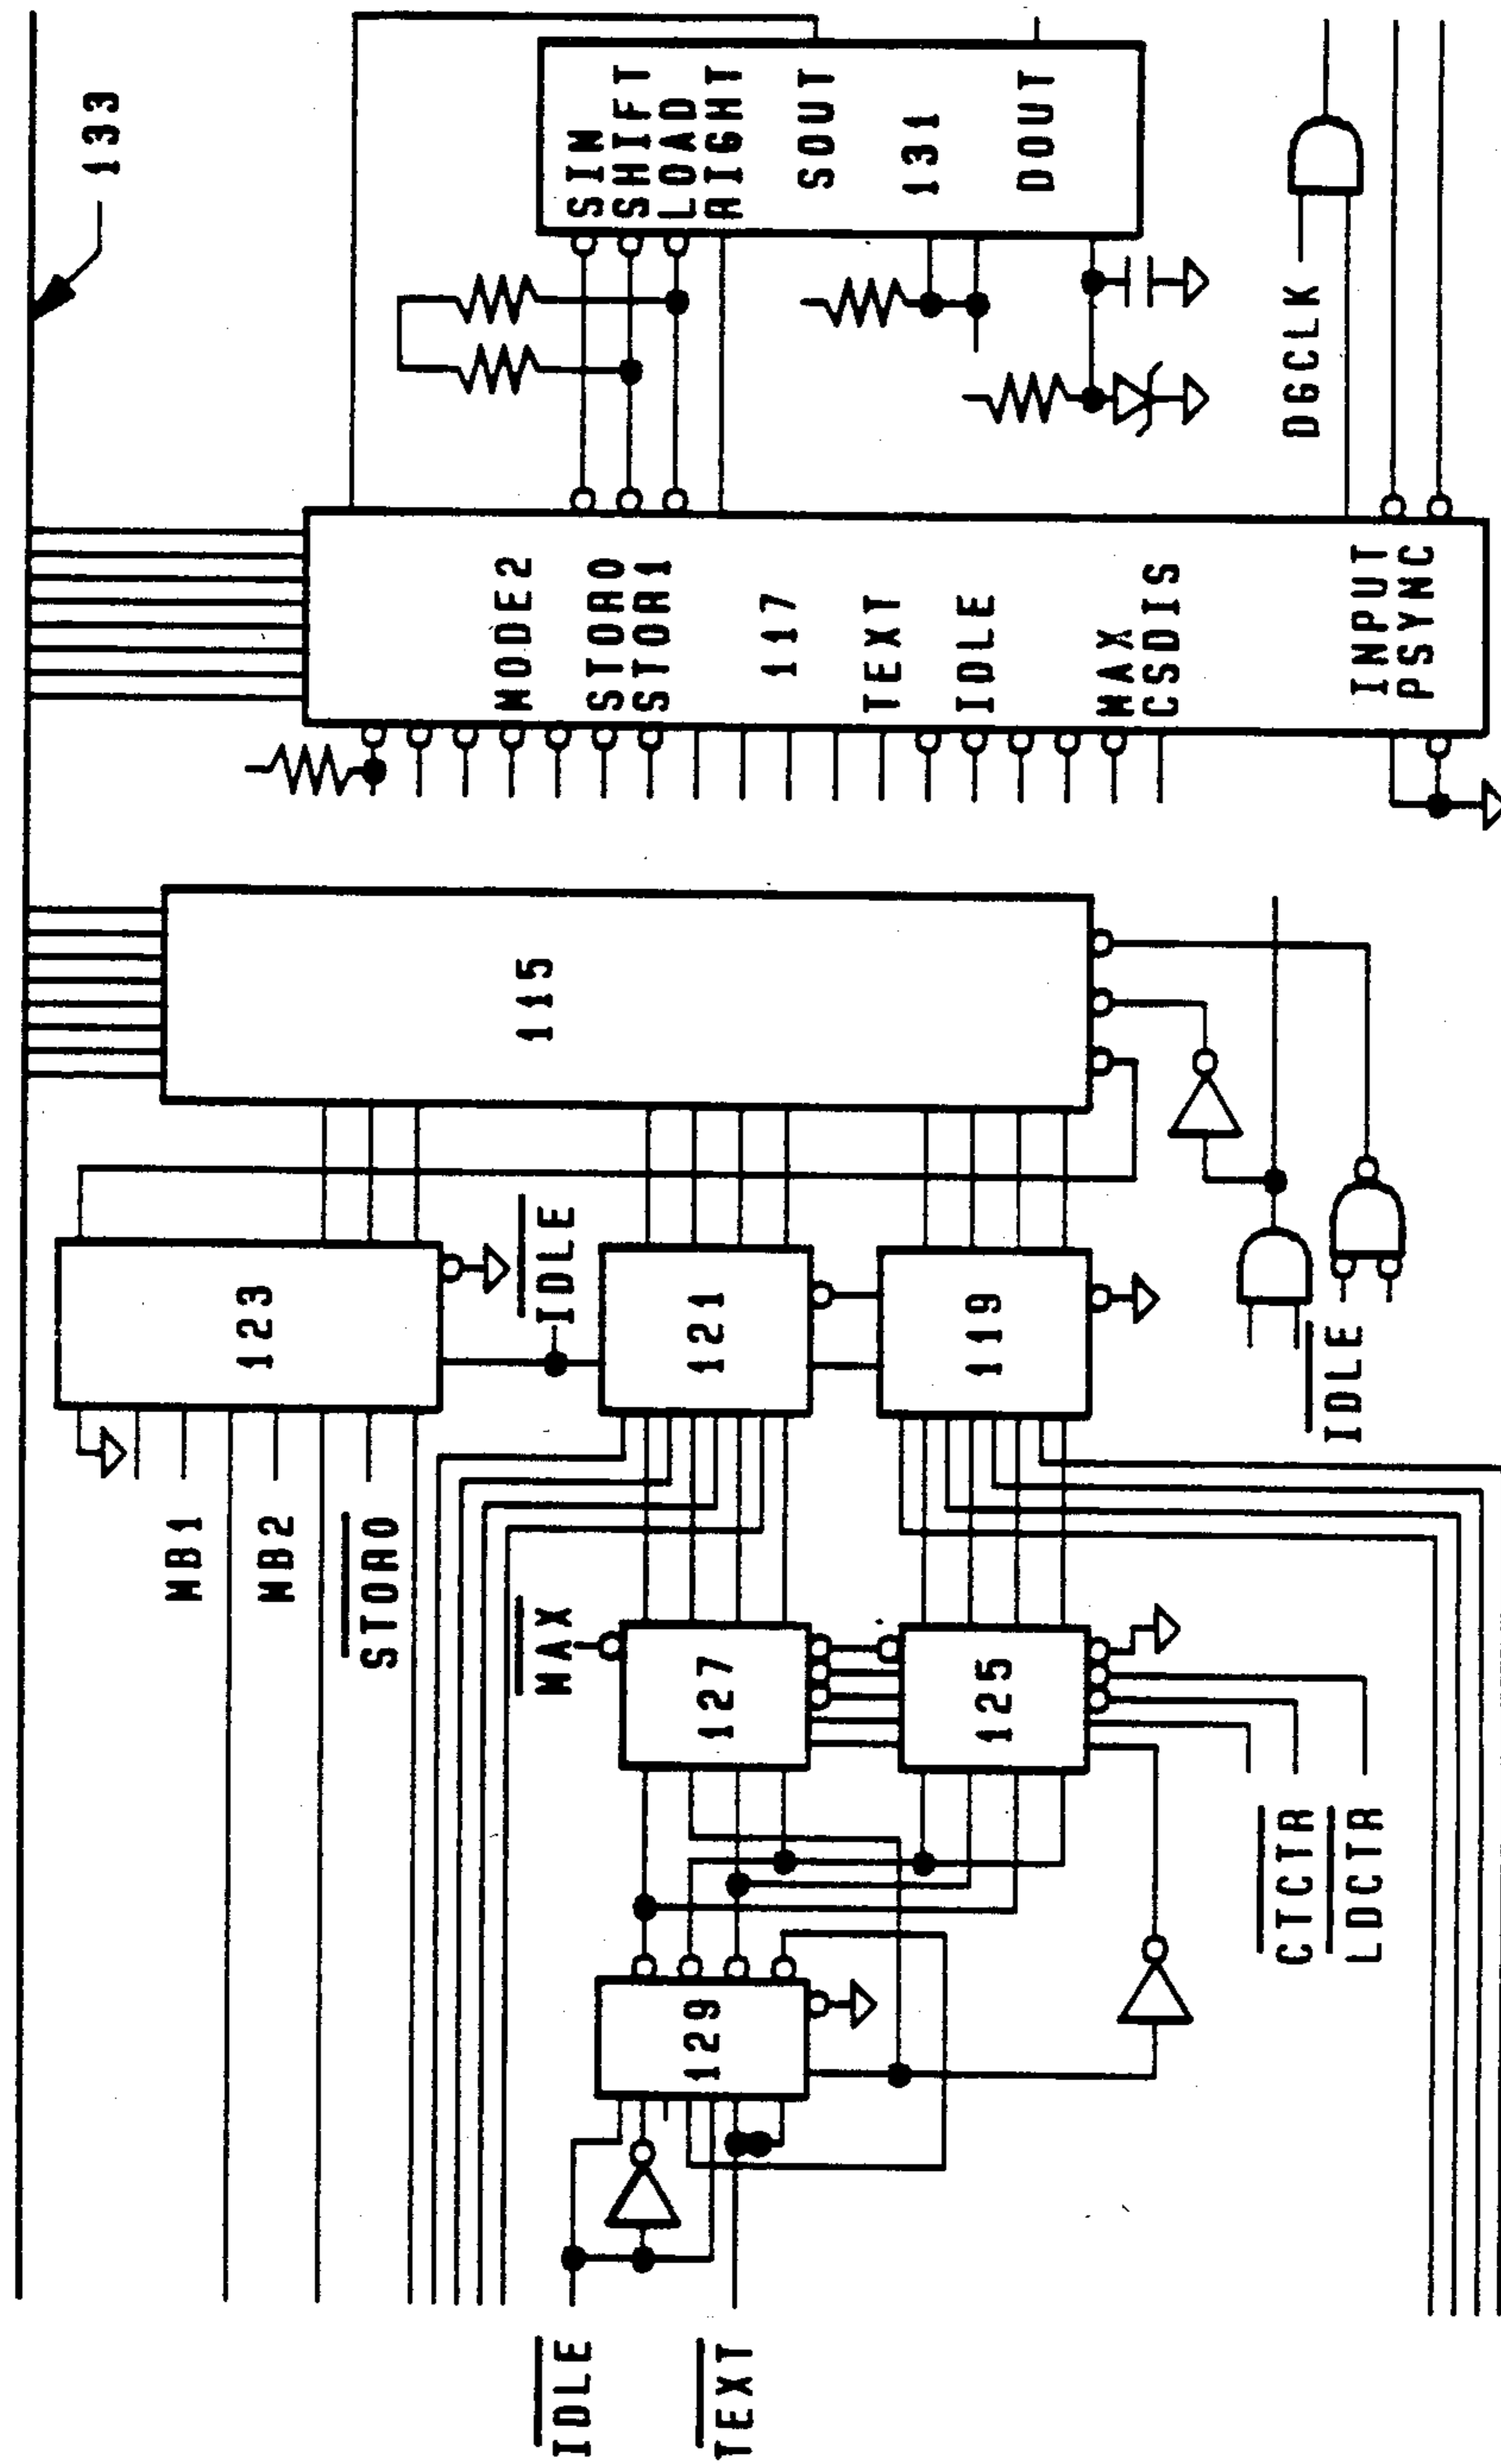 133
SIN
SHIFT
LOAD
RIGHT
SOUT
131
DOUT
DGCLK
MODE2
STOR0
STOR1
117
TEXT
IDLE
MAX
CSDIS
INPUT
PSYNC
115
123
IDLE
121
119
IDLE
MB1
MB2
STOR0
MAX
127
125
CTCTR
LDCTR
129
IDLE
TEXT